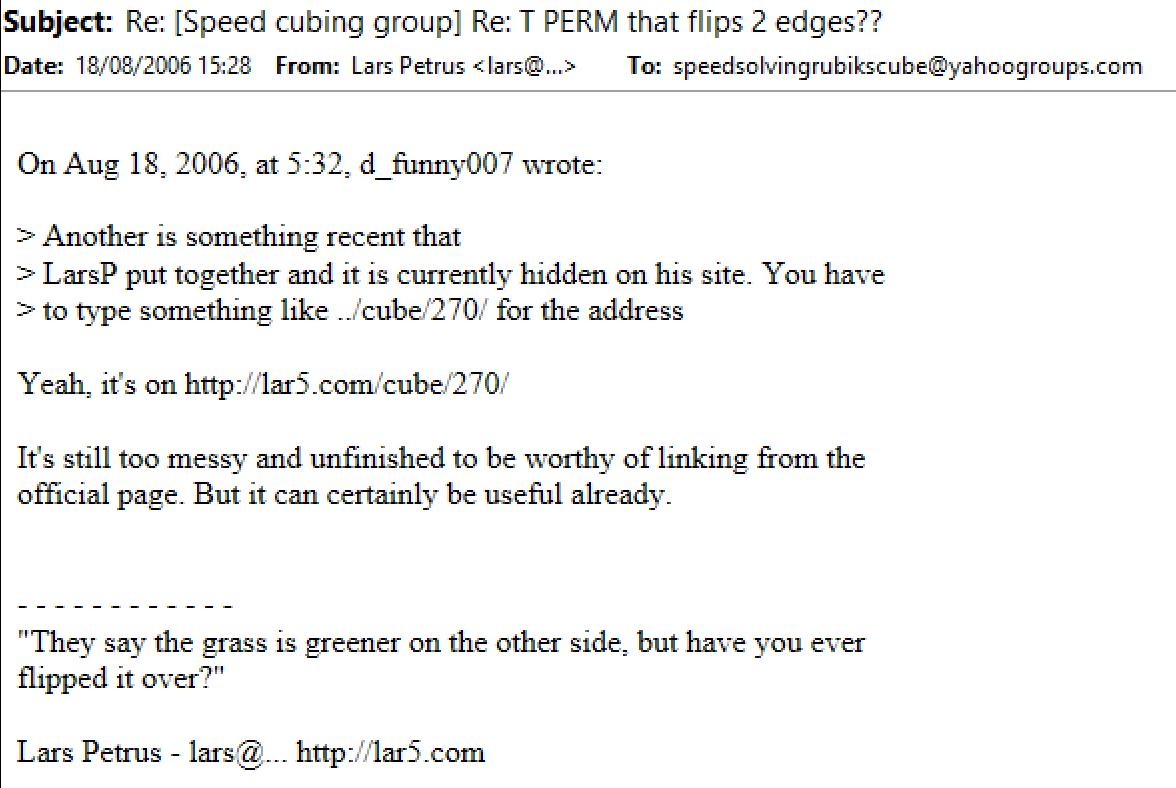 Subject: Re: [Speed cubing group] Re: T PERM that flips 2 edges??
Date: 18/08/2006 15:28 From: Lars Petrus <lars@...> To: speedsolvingrubikscube@yahoogroups.com
On Aug 18, 2006, at 5:32, d_funny007 wrote:
> Another is something recent that
> LarsP put together and it is currently hidden on his site. You have
> to type something like ../cube/270/ for the address
Yeah, it's on http://lar5.com/cube/270/
It's still too messy and unfinished to be worthy of linking from the
official page. But it can certainly be useful already.
- - - - - - - - - - - -
"They say the grass is greener on the other side, but have you ever
flipped it over?"
Lars Petrus - lars@... http://lar5.com